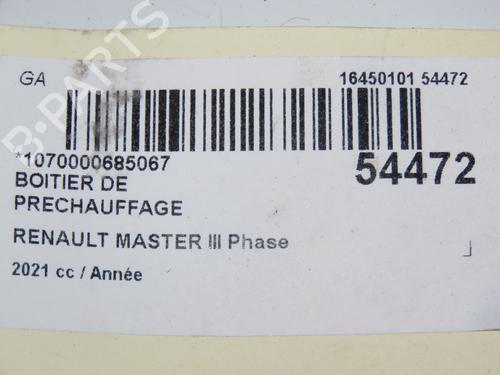 GA
16450101 54472
*1070000685067
54472
BOITIER DE
PRECHAUFFAGE
RENAULT MASTER III Phase
2021 cc / Année
B-PARTS